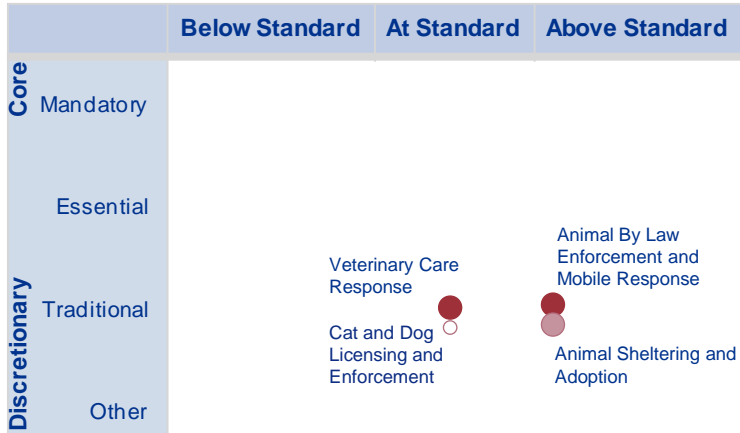 Below Standard At Standard Above Standard
Core
Mandatory
Essential
Discretionary
Traditional
Other
Veterinary Care
Response
Cat and Dog
Licensing and
Enforcement
Animal By Law
Enforcement and
Mobile Response
Animal Sheltering and
Adoption